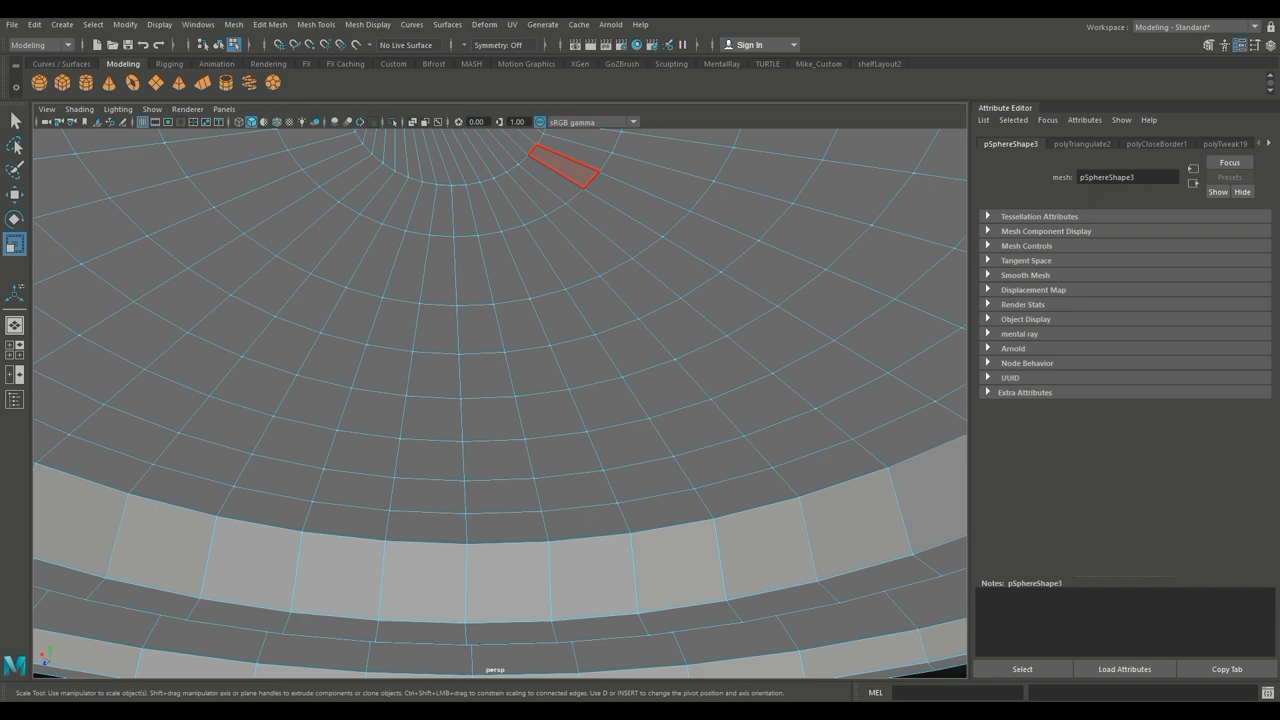 File Edit Create Select Modify Display Windows Mesh Edit Mesh Mesh Tools Mesh Display Curves Surfaces Deform UV Generate Cache Arnold Help
Workspace : Modeling - Standard*
Modeling No Live Surface Symmetry: Off Sign In
Curves / Surfaces Modeling Rigging Animation Rendering FX FX Caching Custom Bifrost MASH Motion Graphics XGen GoZBrush Sculpting MentalRay TURTLE Mike_Custom shelfLayout2
View Shading Lighting Show Renderer Panels
0.00 1.00 sRGB gamma
persp
Attribute Editor
List Selected Focus Attributes Show Help
pSphereShape3 polyTriangulate2 polyCloseBorder1 polyTweak19
mesh: pSphereShape3
Focus
Presets
Show Hide
Tessellation Attributes
Mesh Component Display
Mesh Controls
Tangent Space
Smooth Mesh
Displacement Map
Render Stats
Object Display
mental ray
Arnold
Node Behavior
UUID
Extra Attributes
Notes: pSphereShape3
Select Load Attributes Copy Tab
Scale Tool: Use manipulator to scale object(s). Shift+drag manipulator axis or plane handles to extrude components or clone objects. Ctrl+Shift+LMB+drag to constrain scaling to connected edges. Use D or INSERT to change the pivot position and axis orientation.
MEL